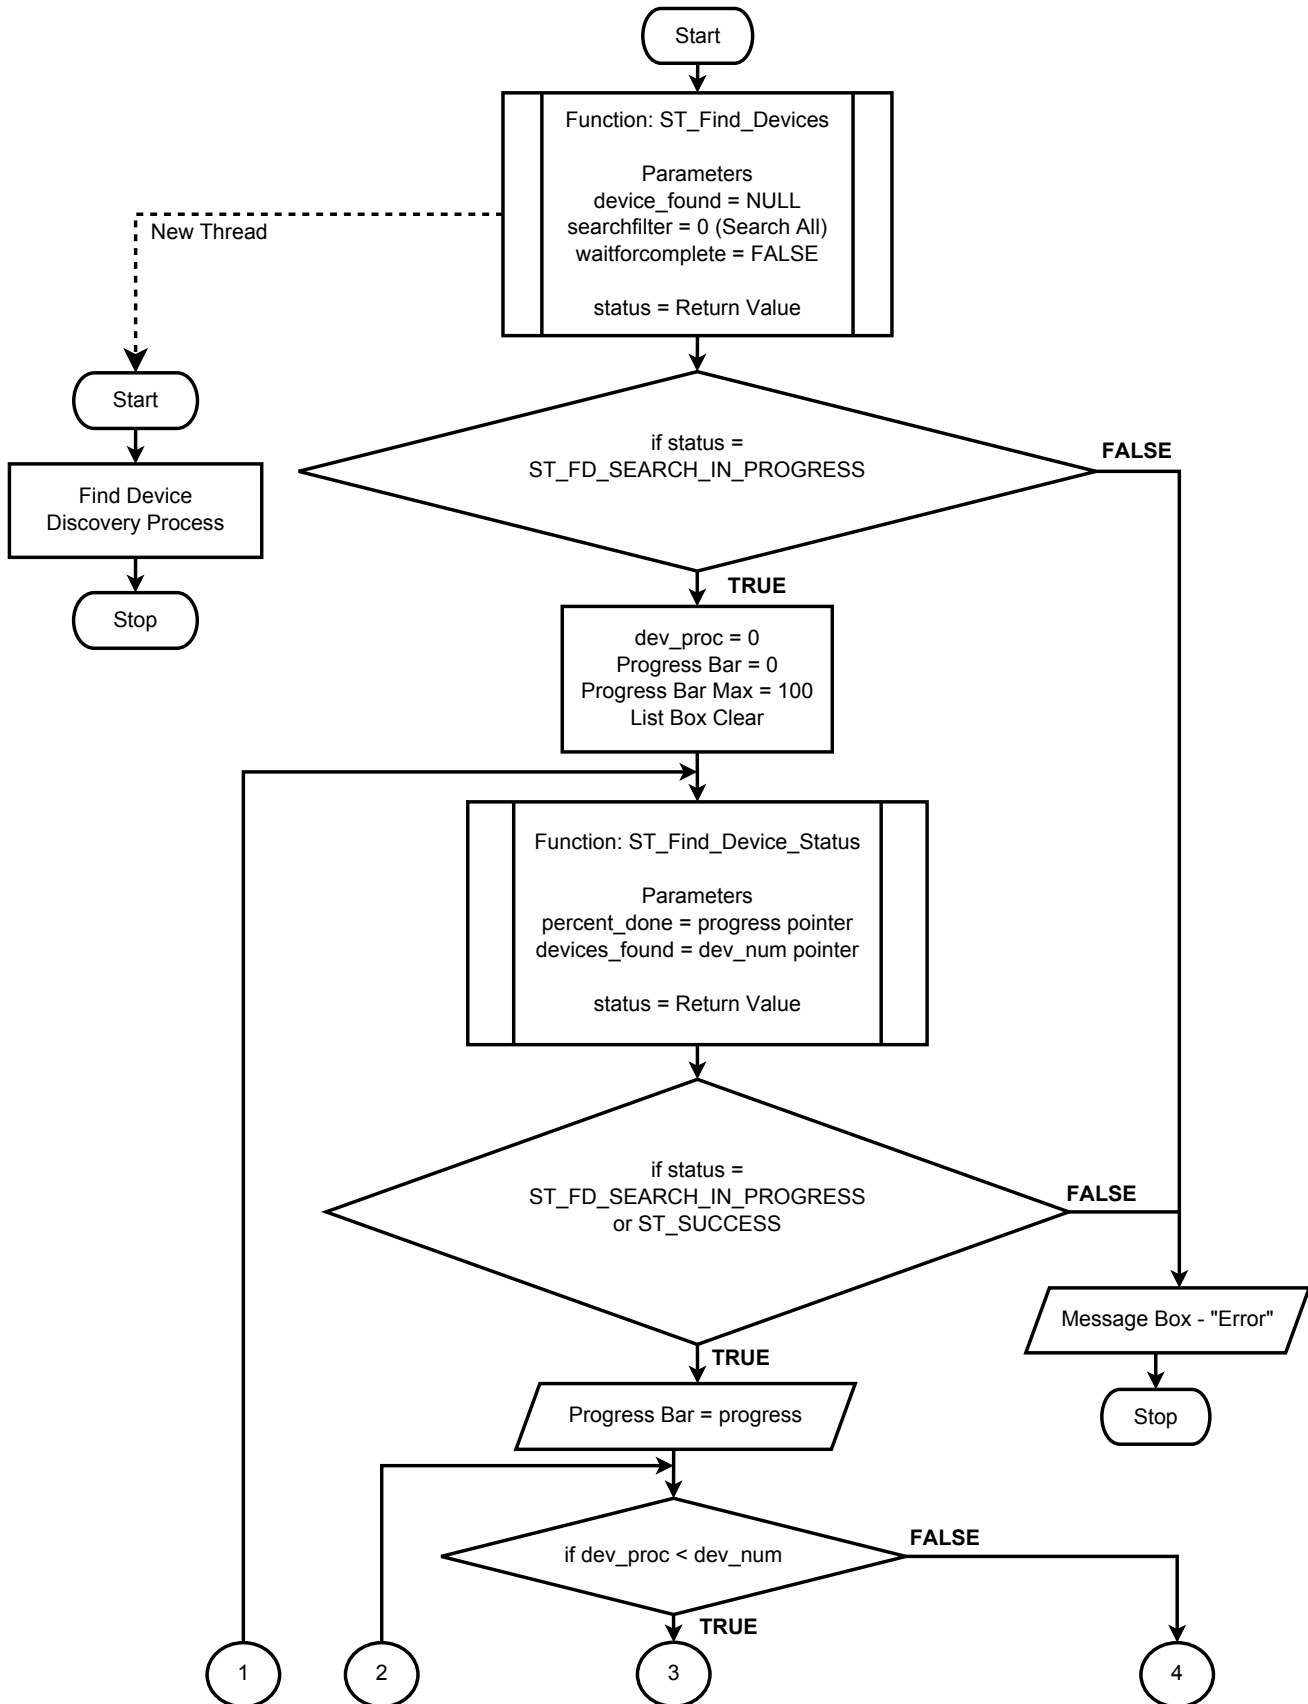 Start
Function: ST_Find_Devices
Parameters
device_found = NULL
searchfilter = 0 (Search All)
waitforcomplete = FALSE
status = Return Value
New Thread
Start
Find Device
Discovery Process
Stop
if status =
ST_FD_SEARCH_IN_PROGRESS
FALSE
TRUE
dev_proc = 0
Progress Bar = 0
Progress Bar Max = 100
List Box Clear
Function: ST_Find_Device_Status
Parameters
percent_done = progress pointer
devices_found = dev_num pointer
status = Return Value
if status =
ST_FD_SEARCH_IN_PROGRESS
or ST_SUCCESS
FALSE
Message Box - "Error"
Stop
TRUE
Progress Bar = progress
if dev_proc < dev_num
FALSE
TRUE
1
2
3
4